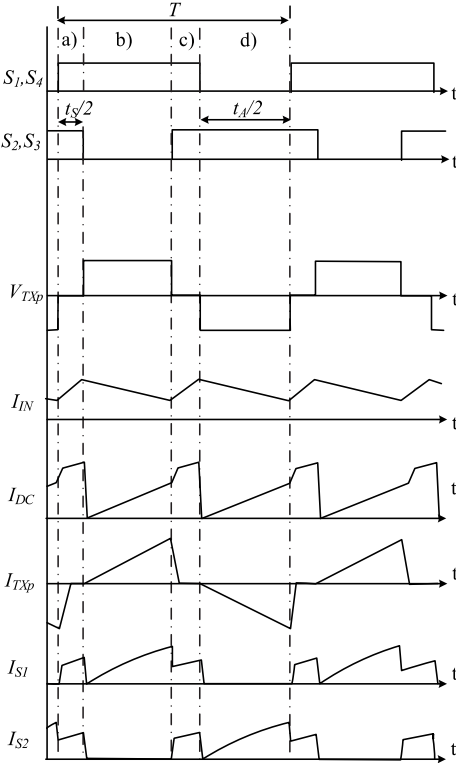 T
a) b) c) d)
S1,S4
t
tS/2
tA/2
S2,S3
t
VTXp
t
IIN
t
IDC
t
ITXp
t
IS1
t
IS2
t